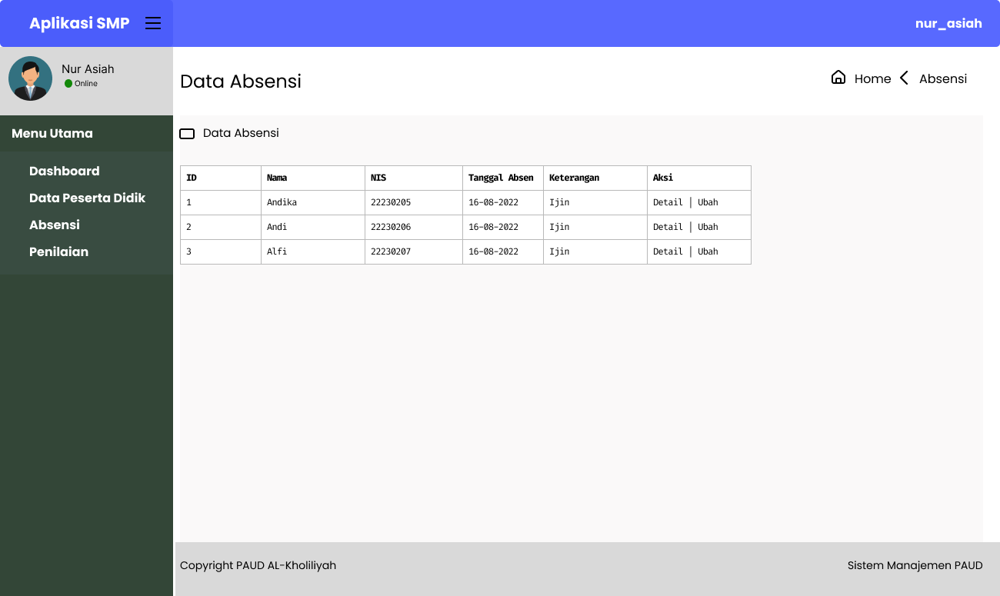 Aplikasi SMP
nur_asiah
Nur Asiah
Online
Menu Utama
Dashboard
Data Peserta Didik
Absensi
Penilaian
Data Absensi
Home Absensi
Data Absensi
ID Nama NIS Tanggal Absen Keterangan Aksi
1 Andika 22230205 16-08-2022 Ijin Detail | Ubah
2 Andi 22230206 16-08-2022 Ijin Detail | Ubah
3 Alfi 22230207 16-08-2022 Ijin Detail | Ubah
Copyright PAUD AL-Kholiliyah
Sistem Manajemen PAUD